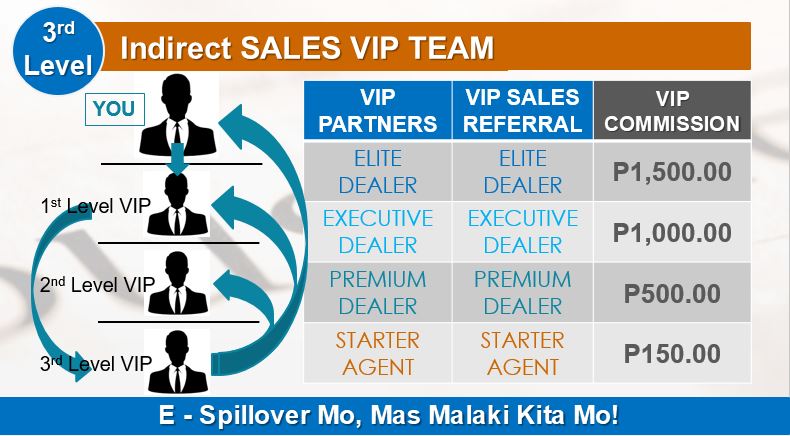 3rd
Level
Indirect SALES VIP TEAM
YOU
1st Level VIP
2nd Level VIP
3rd Level VIP
VIP PARTNERS VIP SALES REFERRAL VIP COMMISSION
ELITE DEALER ELITE DEALER P1,500.00
EXECUTIVE DEALER EXECUTIVE DEALER P1,000.00
PREMIUM DEALER PREMIUM DEALER P500.00
STARTER AGENT STARTER AGENT P150.00
E - Spillover Mo, Mas Malaki Kita Mo!